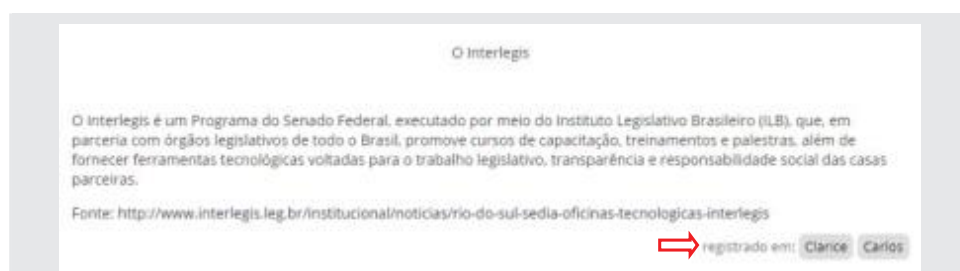 O Interlegis
O Interlegis é um Programa do Senado Federal, executado por meio do Instituto Legislativo Brasileiro (ILB), que, em
parceria com órgãos legislativos de todo o Brasil, promove cursos de capacitação, treinamentos e palestras, além de
fornecer ferramentas tecnológicas voltadas para o trabalho legislativo, transparência e responsabilidade social das casas
parceiras.
Fonte: http://www.interlegis.leg.br/institucional/noticias/rio-do-sul-sedia-oficinas-tecnologicas-interlegis
registrado em: Clarice Carlos